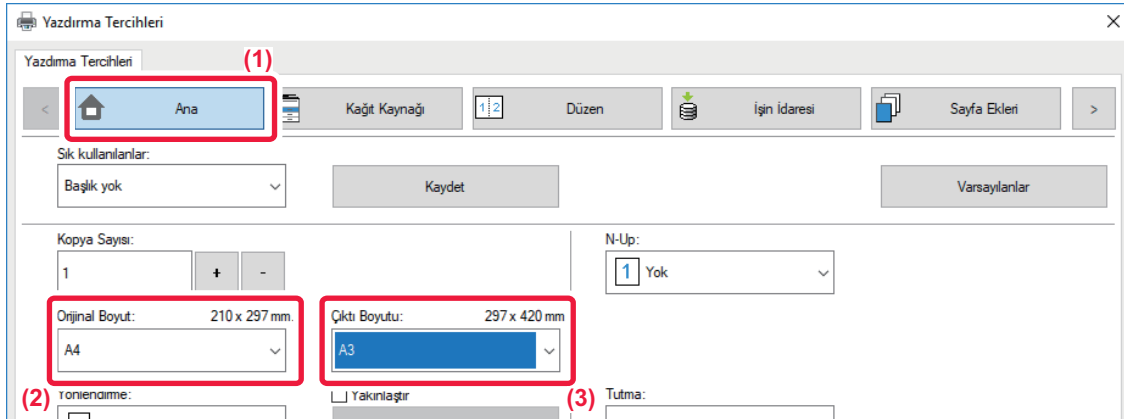 Yazdırma Tercihleri
Yazdırma Tercihleri
(1)
< Ana Kağıt Kaynağı 1 2 Düzen İşin İdaresi Sayfa Ekleri >
Sık kullanılanlar:
Başlık yok Kaydet Varsayılanlar
Kopya Sayısı: N-Up:
1 + - 1 Yok
Orijinal Boyut: 210 x 297 mm. Çıktı Boyutu: 297 x 420 mm
A4 A3
(2) Yönlendirme: Yakınlaştır (3) Tutma: